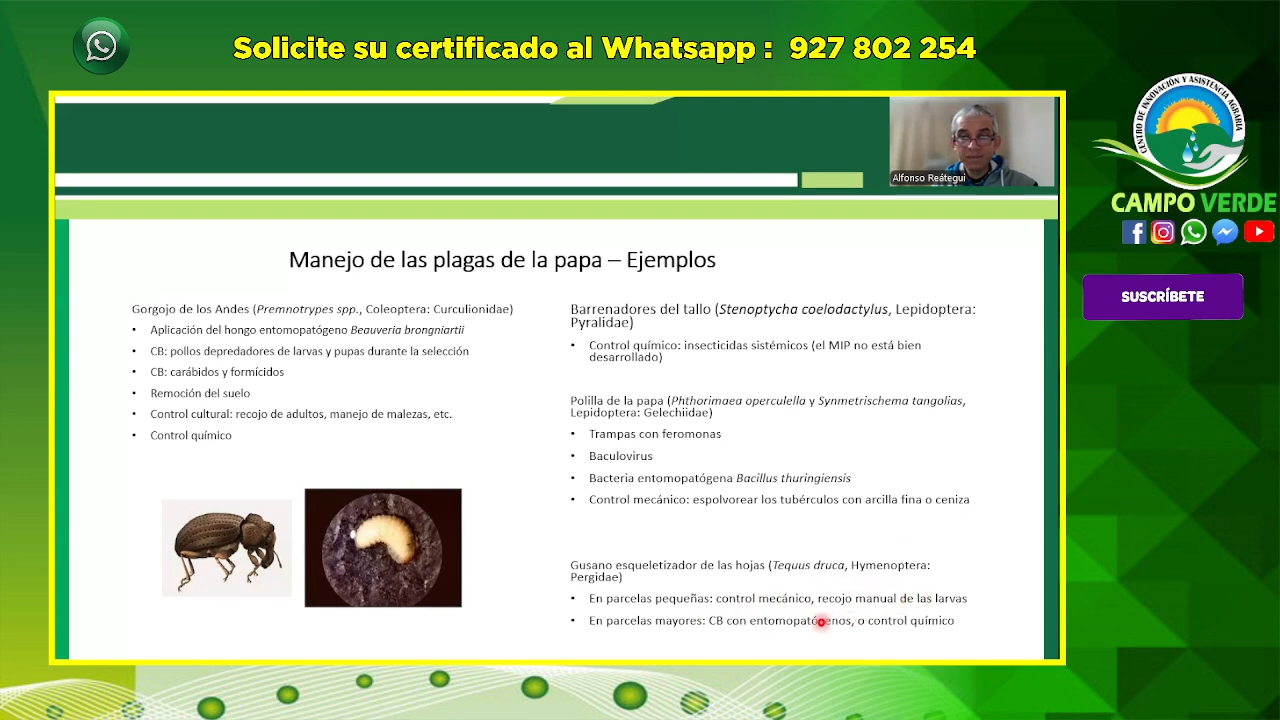 Solicite su certificado al Whatsapp : 927 802 254
CENTRO DE INNOVACIÓN Y ASISTENCIA AGRARIA
CAMPO VERDE
SUSCRÍBETE
Alfonso Reátegui
Manejo de las plagas de la papa – Ejemplos
Gorgojo de los Andes (Premnotrypes spp., Coleoptera: Curculionidae)
• Aplicación del hongo entomopatógeno Beauveria brongniartii
• CB: pollos depredadores de larvas y pupas durante la selección
• CB: carábidos y formícidos
• Remoción del suelo
• Control cultural: recojo de adultos, manejo de malezas, etc.
• Control químico
Barrenadores del tallo (Stenoptycha coelodactylus, Lepidoptera:
Pyralidae)
• Control químico: insecticidas sistémicos (el MIP no está bien
desarrollado)
Polilla de la papa (Phthorimaea operculella y Synmetrischema tangolias,
Lepidoptera: Gelechiidae)
• Trampas con feromonas
• Baculovirus
• Bacteria entomopatógena Bacillus thuringiensis
• Control mecánico: espolvorear los tubérculos con arcilla fina o ceniza
Gusano esqueletizador de las hojas (Tequus druca, Hymenoptera:
Pergidae)
• En parcelas pequeñas: control mecánico, recojo manual de las larvas
• En parcelas mayores: CB con entomopatógenos, o control químico